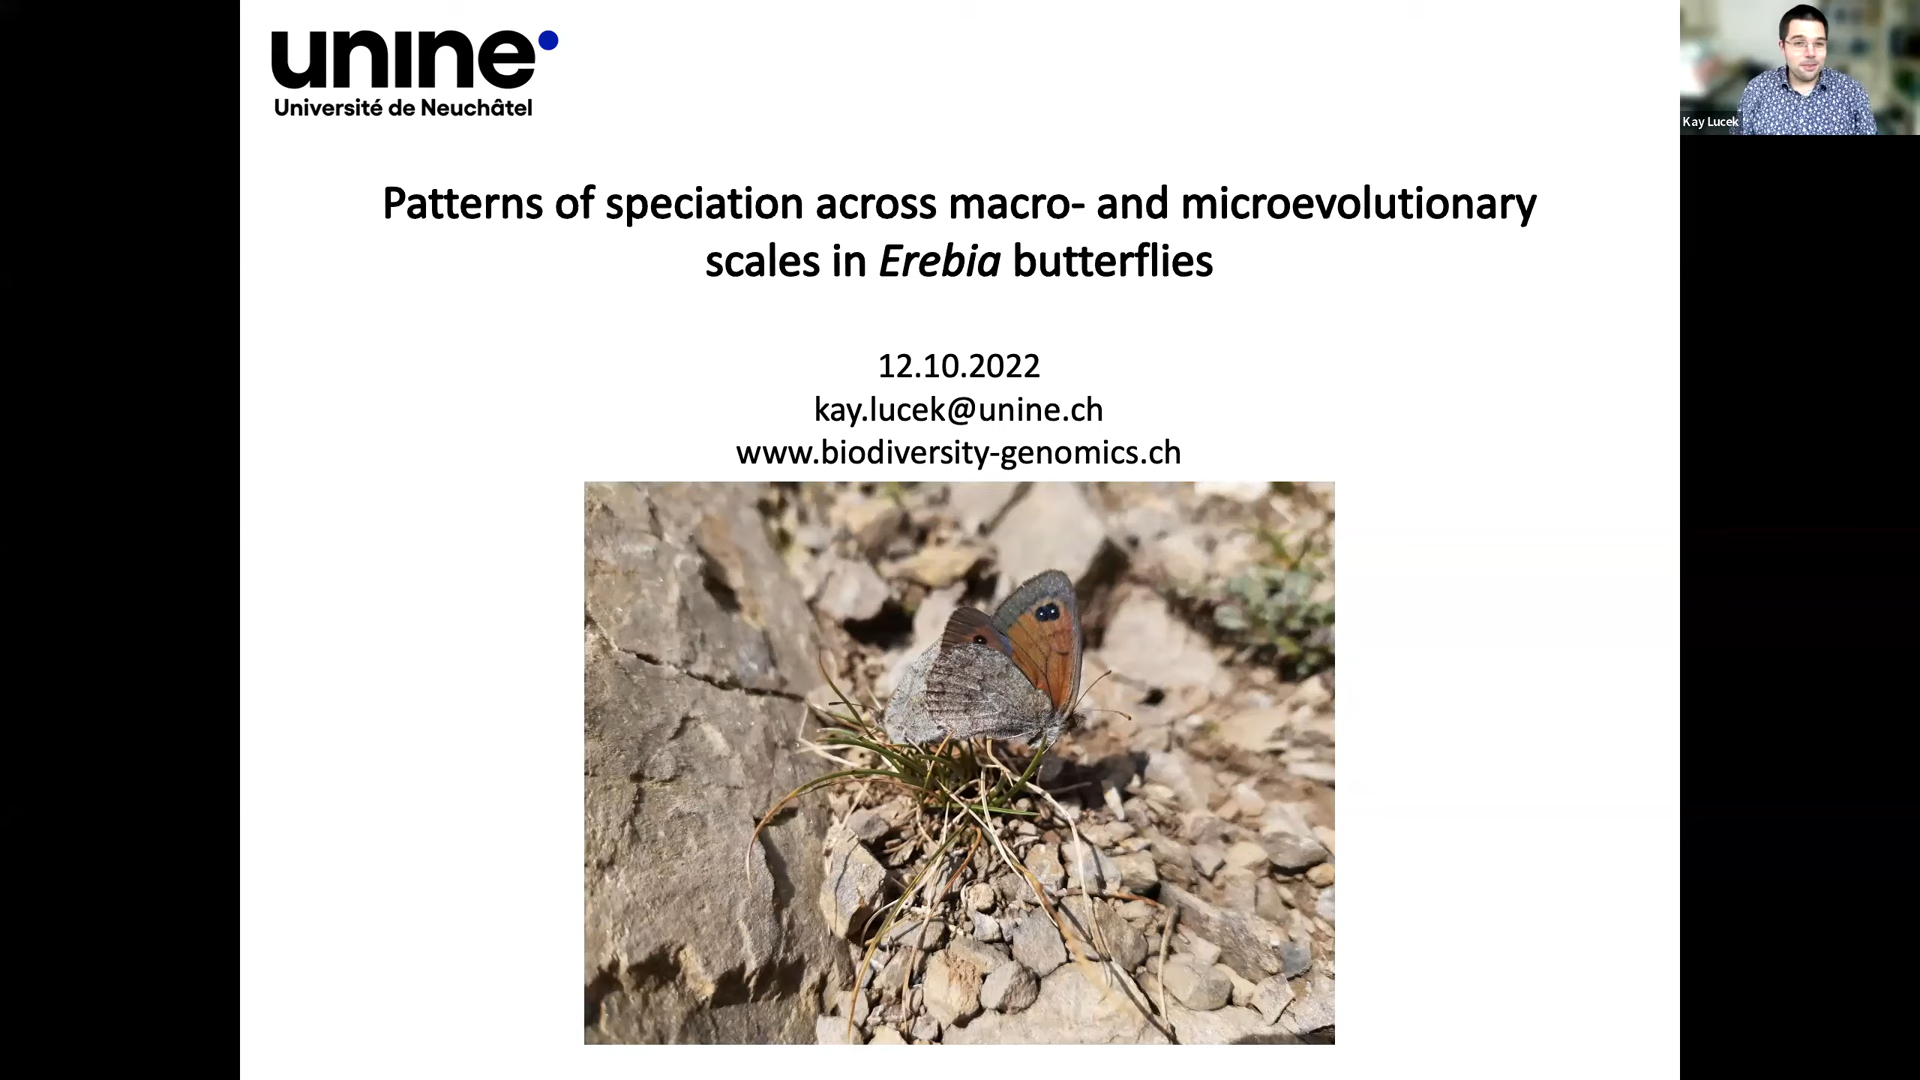 unine
Université de Neuchâtel
Kay Lucek
Patterns of speciation across macro- and microevolutionary
scales in Erebia butterflies
12.10.2022
kay.lucek@unine.ch
www.biodiversity-genomics.ch